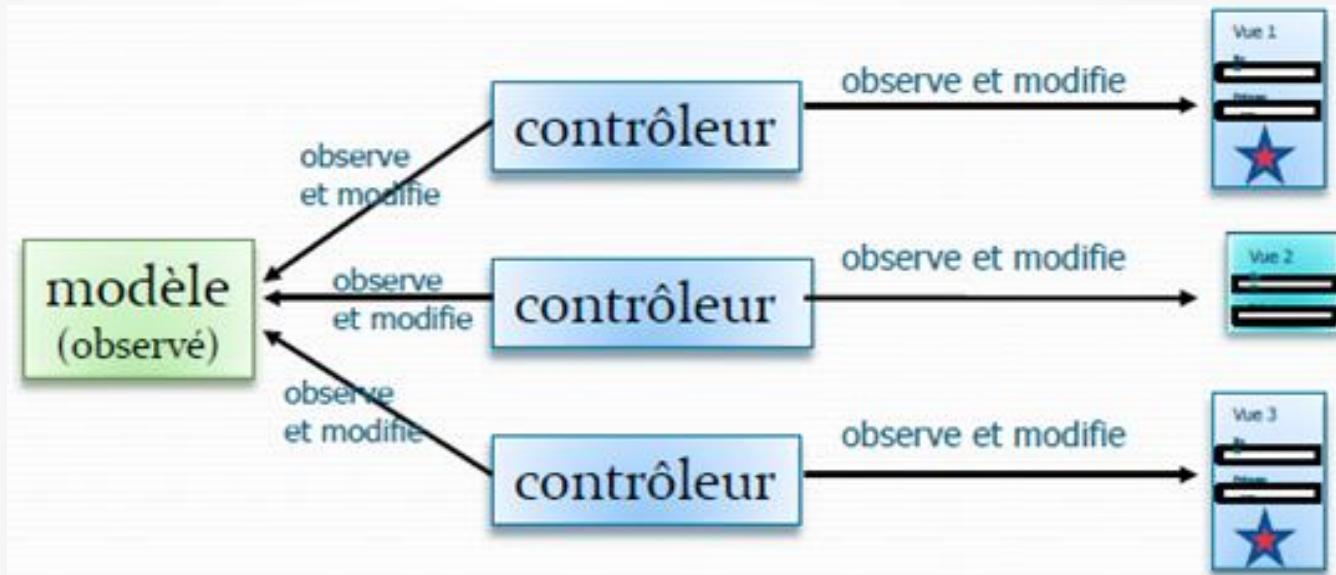 Vue 1
contrôleur
observe et modifie
observe
et modifie
modèle
(observé)
contrôleur
observe et modifie
observe
et modifie
Vue 2
observe
et modifie
contrôleur
observe et modifie
Vue 3